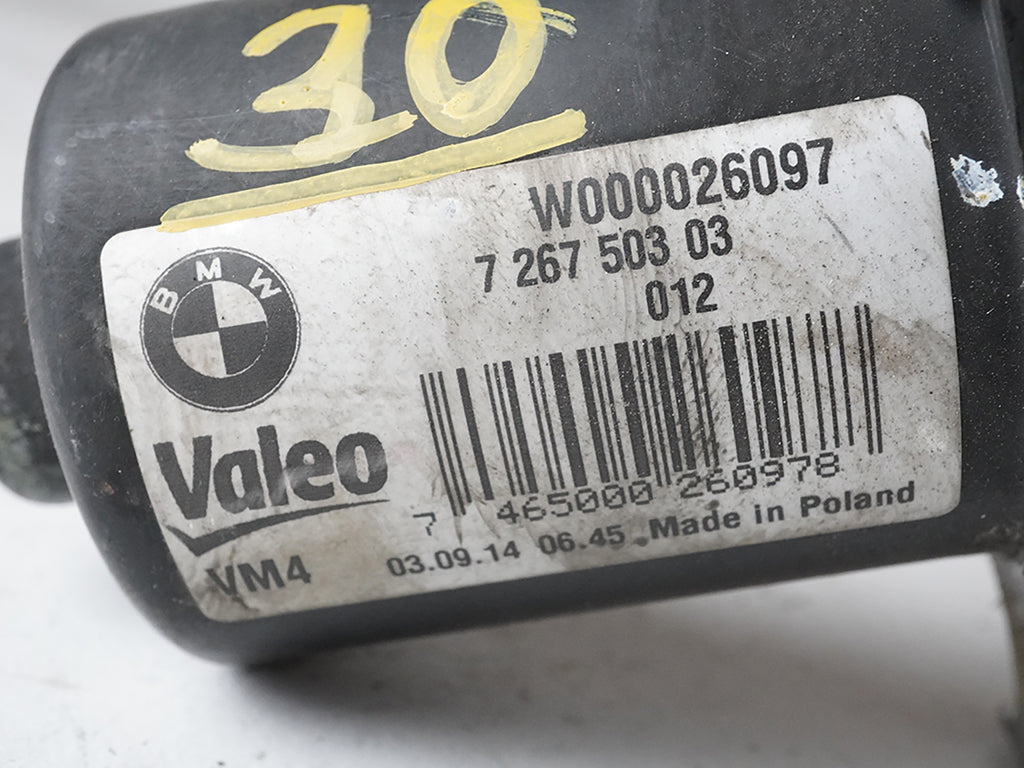 30
W000026097
7 267 503 03
012
BMW
Valeo
7 465000 260978
VM4 03.09.14 06.45 Made in Poland